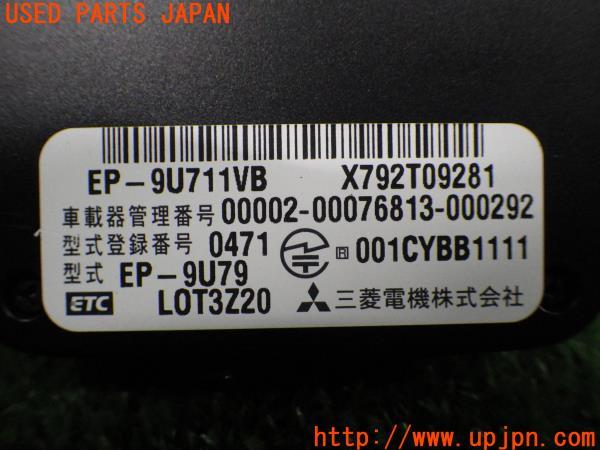 USED PARTS JAPAN
EP-9U711VB X792T09281
車載器管理番号 00002-00076813-000292
型式登録番号 0471 R 001CYBB1111
型式 EP-9U79
ETC LOT3Z20 三菱電機株式会社
http://www.upjpn.com/